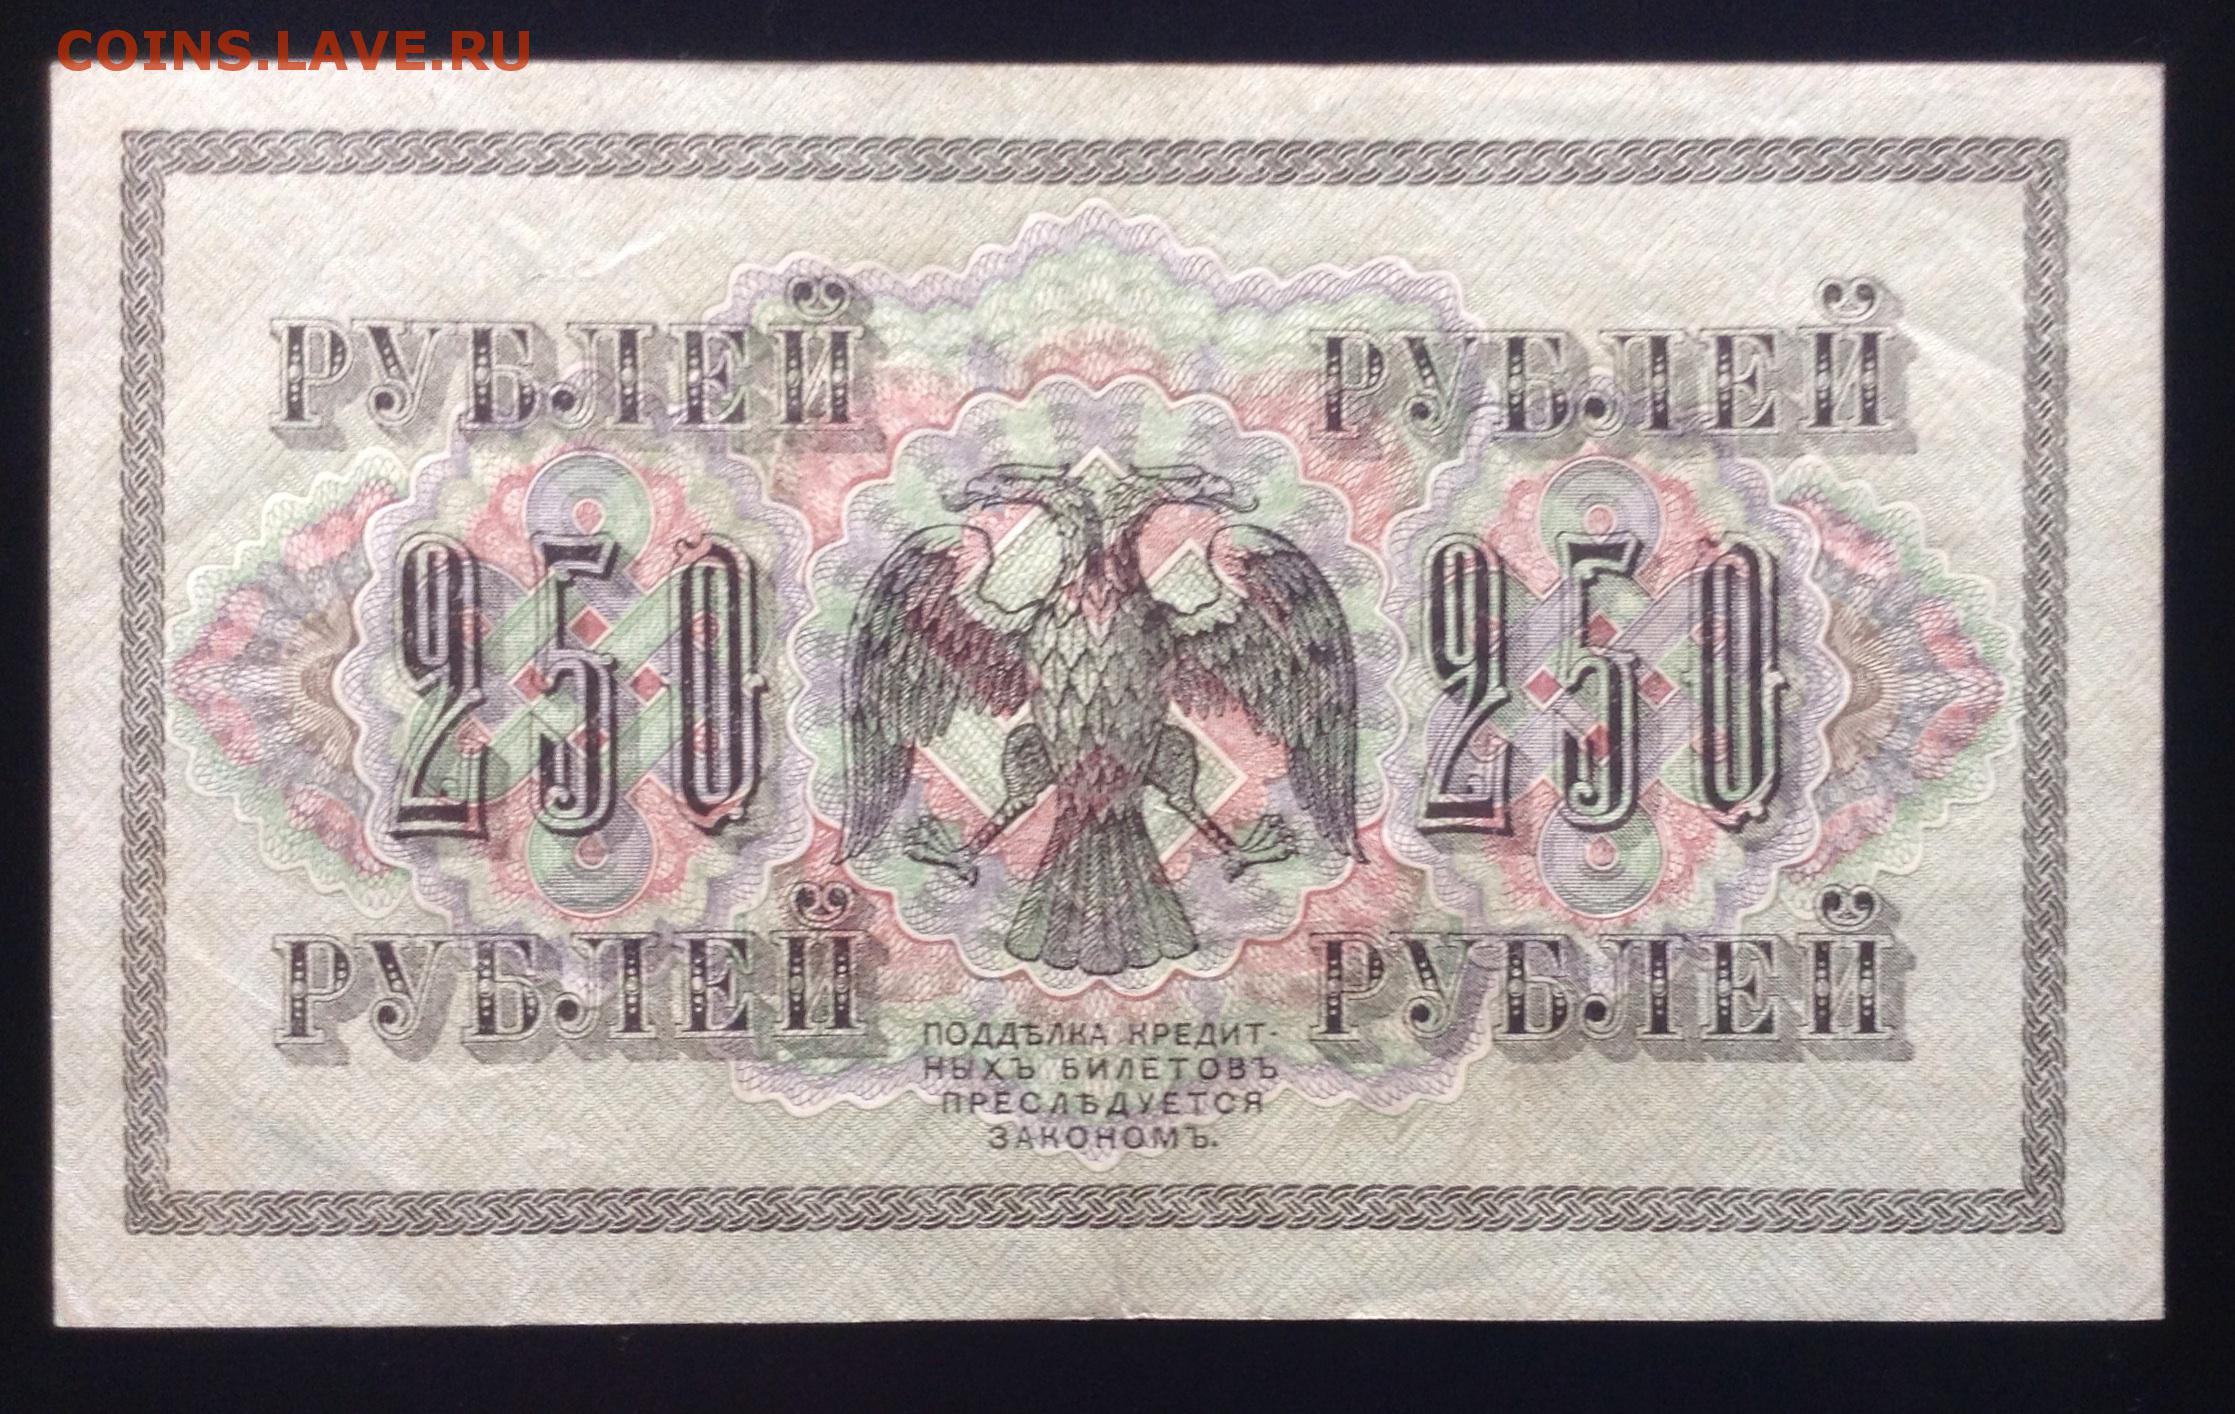 COINS.LAVE.RU
РУБЛЕЙ РУБЛЕЙ
250 250
РУБЛЕЙ РУБЛЕЙ
ПОДДѢЛКА КРЕДИТ-
НЫХЪ БИЛЕТОВЪ
ПРЕСЛѢДУЕТСЯ
ЗАКОНОМЪ.